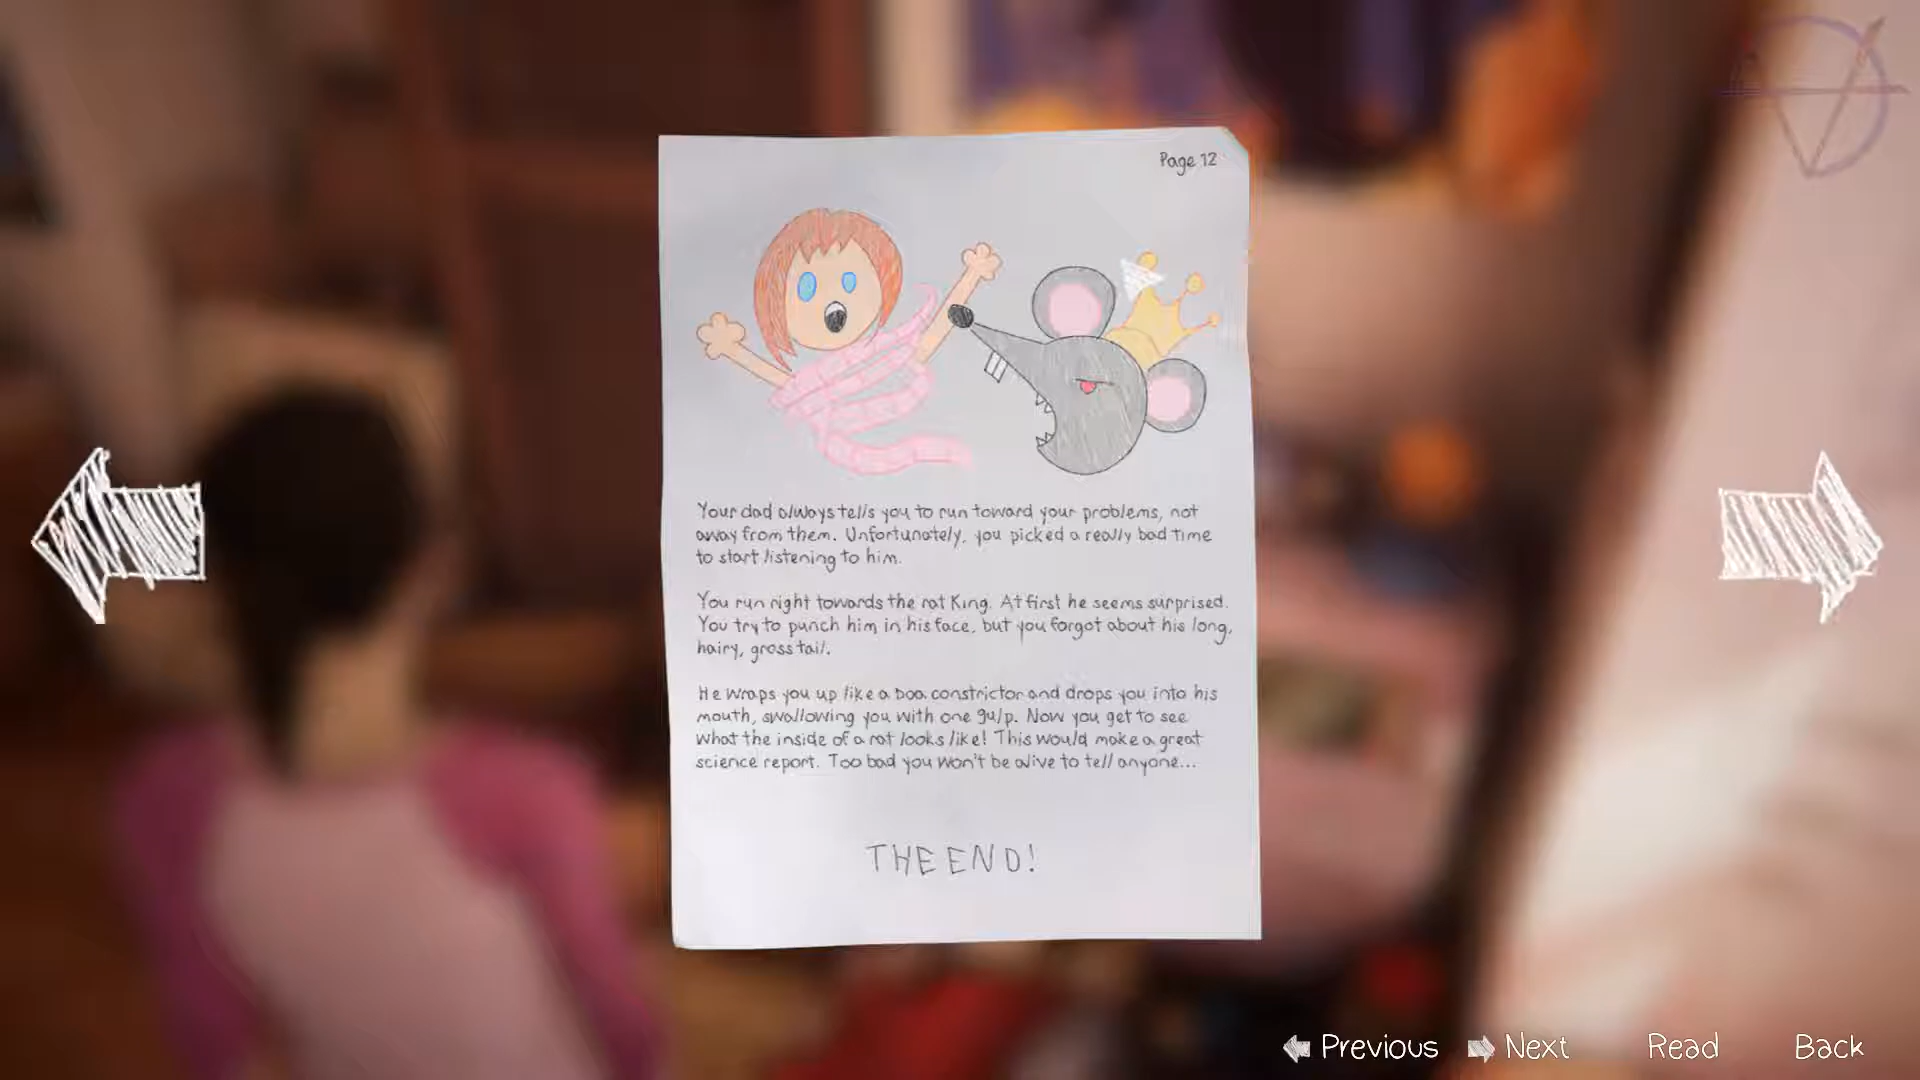 Page 12
Your dad always tells you to run toward your problems, not
away from them. Unfortunately, you picked a really bad time
to start listening to him.
You run right towards the rat King. At first he seems surprised.
You try to punch him in his face, but you forgot about his long,
hairy, gross tail.
He wraps you up like a boa constrictor and drops you into his
mouth, swallowing you with one gulp. Now you get to see
what the inside of a rat looks like! This would make a great
science report. Too bad you won't be alive to tell anyone...
THE END!
Previous Next Read Back